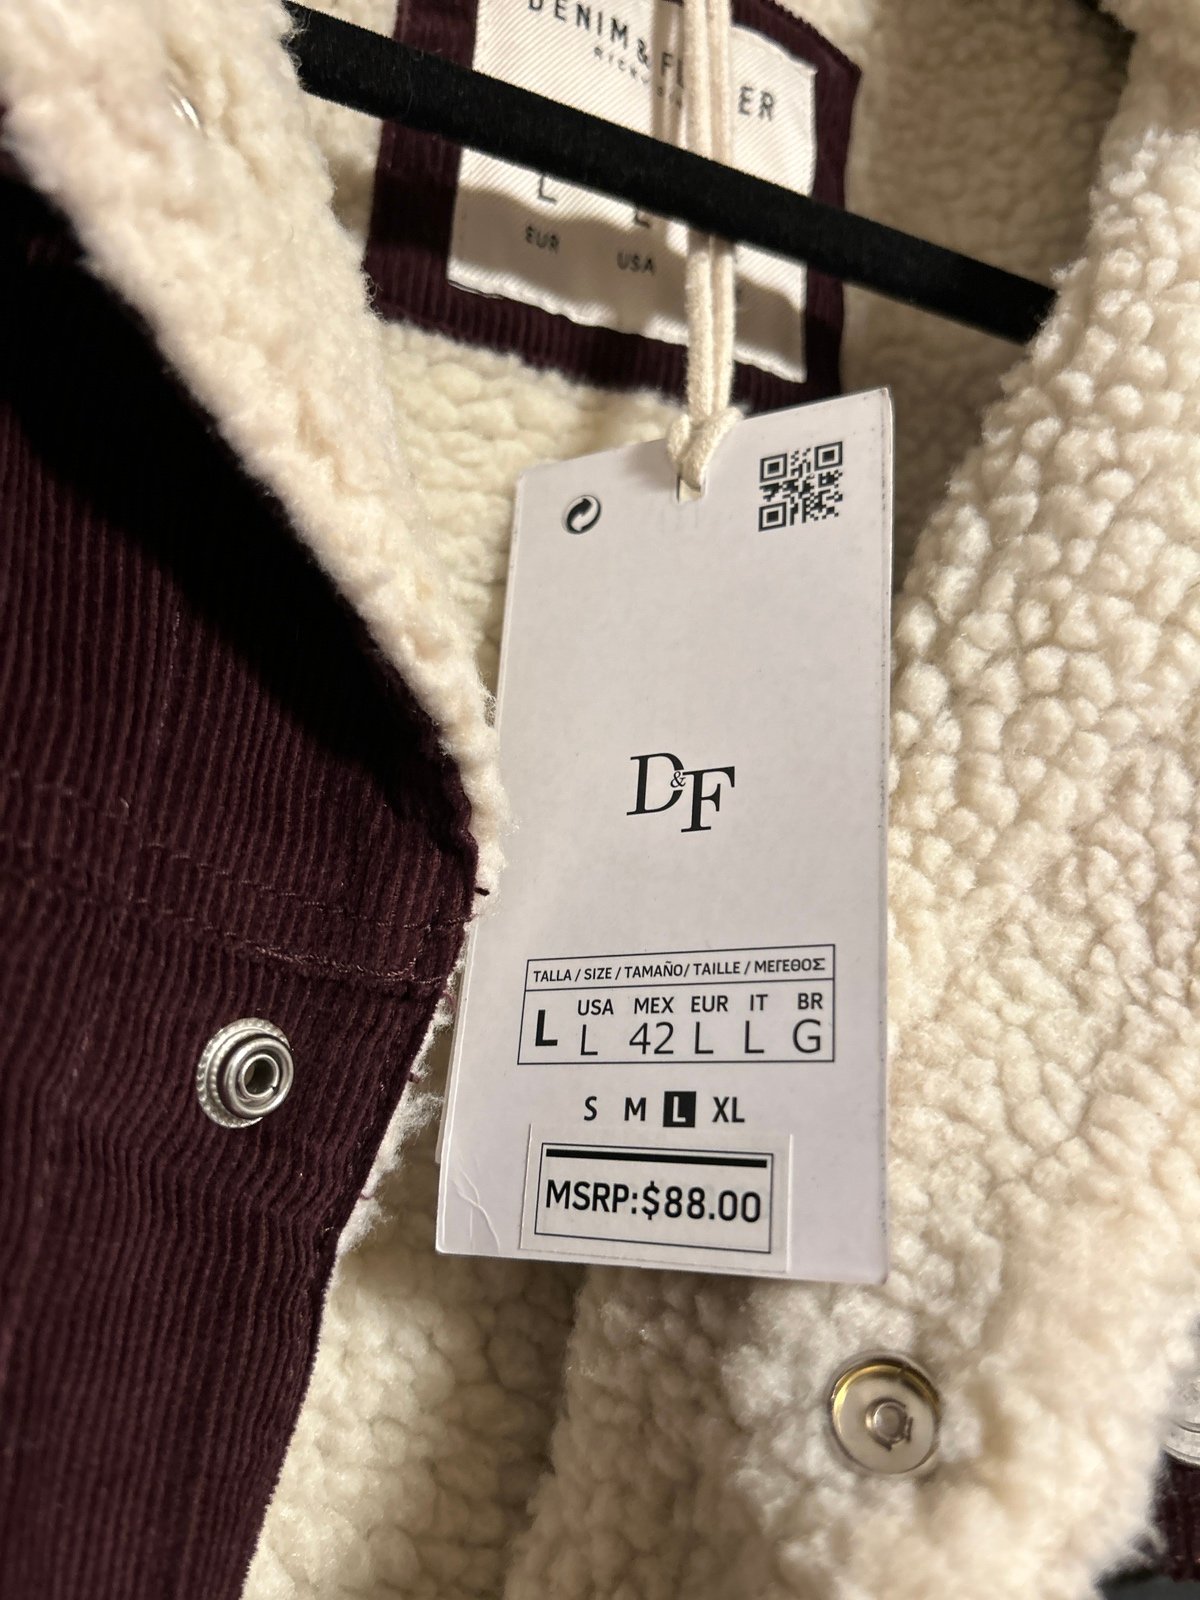 DENIM &
ER
L
EUR USA
D&F
TALLA / SIZE / TAMAÑO/ TAILLE / ΜΕΓΕΘΟΣ
USA MEX EUR IT BR
L L 42 L L G
S M L XL
MSRP:$88.00